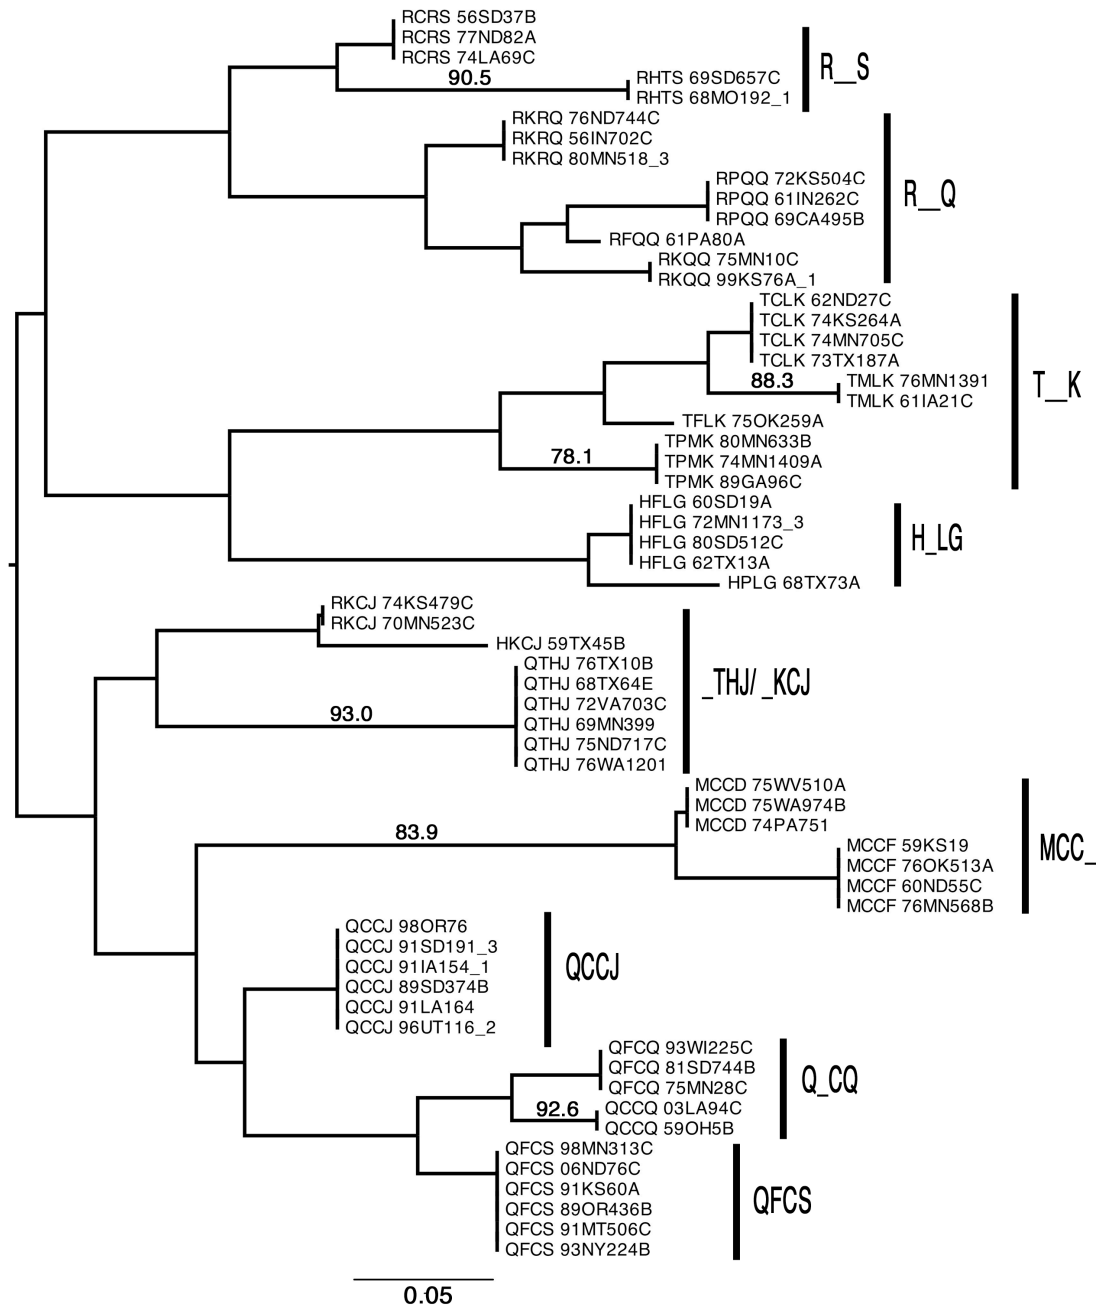 RCRS 56SD37B
RCRS 77ND82A
RCRS 74LA69C
90.5
RHTS 69SD657C
RHTS 68MO192_1
R__S
RKRQ 76ND744C
RKRQ 56IN702C
RKRQ 80MN518_3
RPQQ 72KS504C
RPQQ 61IN262C
RPQQ 69CA495B
RFQQ 61PA80A
RKQQ 75MN10C
RKQQ 99KS76A_1
R__Q
TCLK 62ND27C
TCLK 74KS264A
TCLK 74MN705C
TCLK 73TX187A
88.3
TMLK 76MN1391
TMLK 61IA21C
TFLK 75OK259A
78.1
TPMK 80MN633B
TPMK 74MN1409A
TPMK 89GA96C
T__K
HFLG 60SD19A
HFLG 72MN1173_3
HFLG 80SD512C
HFLG 62TX13A
HPLG 68TX73A
H_LG
RKCJ 74KS479C
RKCJ 70MN523C
HKCJ 59TX45B
93.0
QTHJ 76TX10B
QTHJ 68TX64E
QTHJ 72VA703C
QTHJ 69MN399
QTHJ 75ND717C
QTHJ 76WA1201
_THJ/ _KCJ
83.9
MCCD 75WV510A
MCCD 75WA974B
MCCD 74PA751
MCCF 59KS19
MCCF 76OK513A
MCCF 60ND55C
MCCF 76MN568B
MCC_
QCCJ 98OR76
QCCJ 91SD191_3
QCCJ 91IA154_1
QCCJ 89SD374B
QCCJ 91LA164
QCCJ 96UT116_2
QCCJ
QFCQ 93WI225C
QFCQ 81SD744B
QFCQ 75MN28C
92.6
QCCQ 03LA94C
QCCQ 59OH5B
Q_CQ
QFCS 98MN313C
QFCS 06ND76C
QFCS 91KS60A
QFCS 89OR436B
QFCS 91MT506C
QFCS 93NY224B
QFCS
0.05